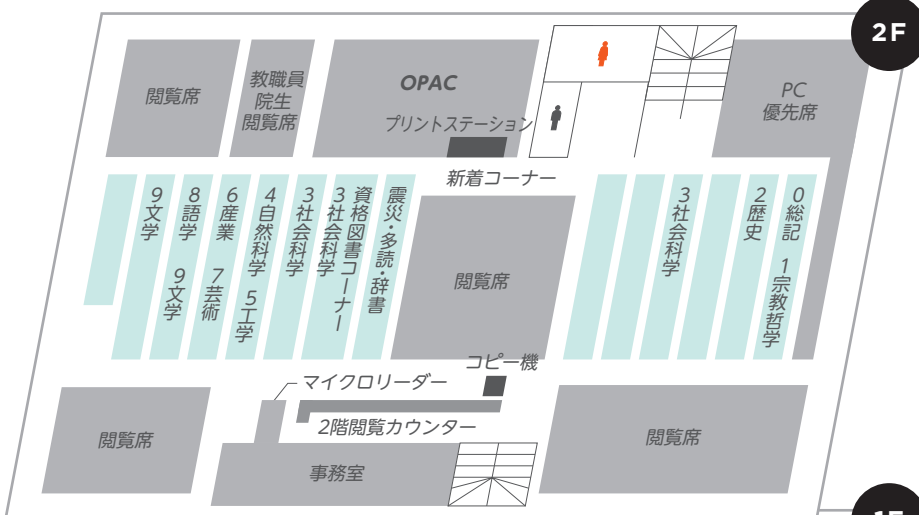 2F
閲覧席
教職員
院生
閲覧席
OPAC
プリントステーション
PC
優先席
新着コーナー
9文学
8語学 9文学
6産業 7芸術
4自然科学 5工学
3社会科学
3社会科学
資格図書コーナー
震災・多読・辞書
閲覧席
3社会科学
2歴史
0総記 1宗教哲学
コピー機
マイクロリーダー
2階閲覧カウンター
閲覧席
事務室
閲覧席
1F